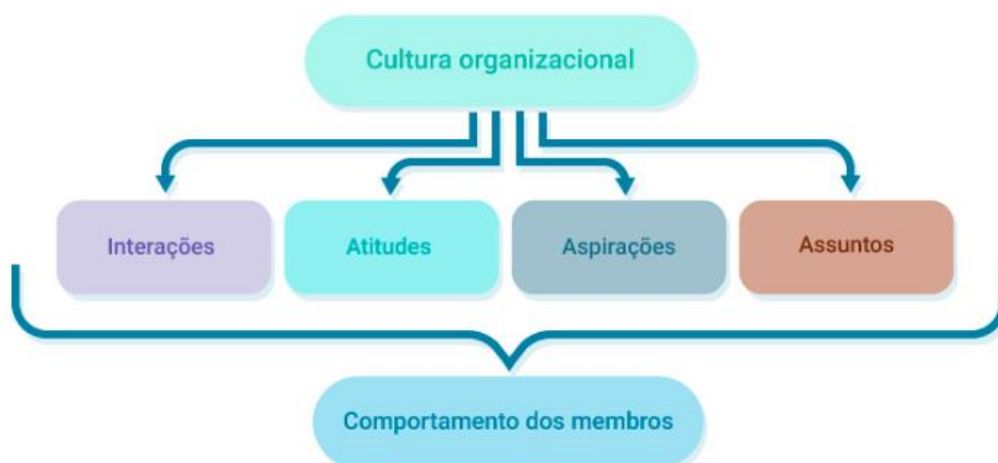 Cultura organizacional
Interações
Atitudes
Aspirações
Assuntos
Comportamento dos membros